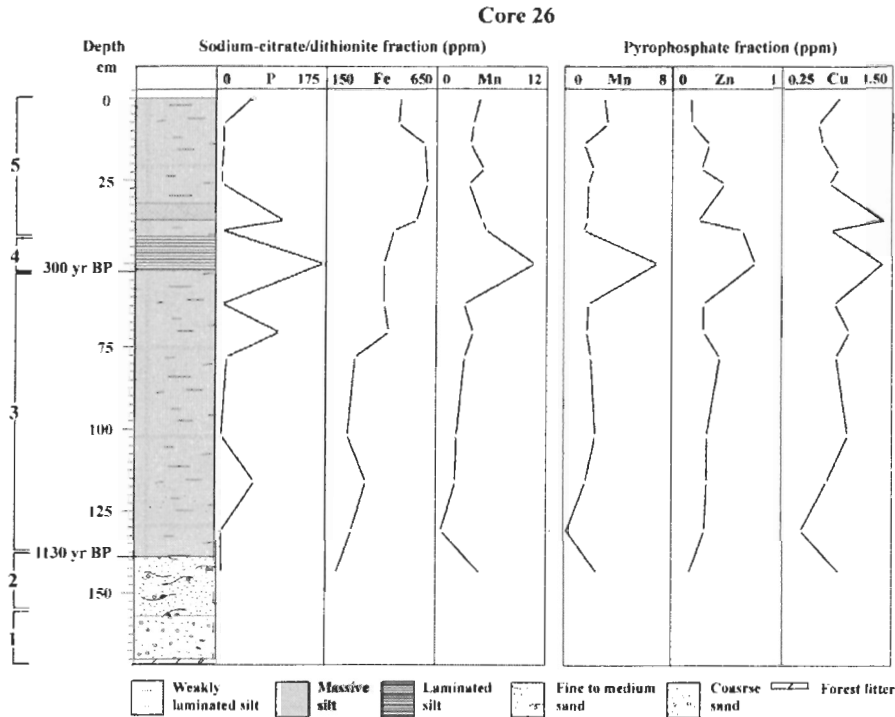 Core 26
Depth Sodium-citrate/dithionite fraction (ppm) Pyrophosphate fraction (ppm)
cm
0 P 175 150 Fe 650 0 Mn 12 0 Mn 8 0 Zn 1 0.25 Cu 1.50
0
5
25
4
300 yr BP
75
3
100
125
1130 yr BP
2
150
1
Weakly Massive Laminated Fine to medium Coasrse Forest litter
laminated silt silt silt sand sand